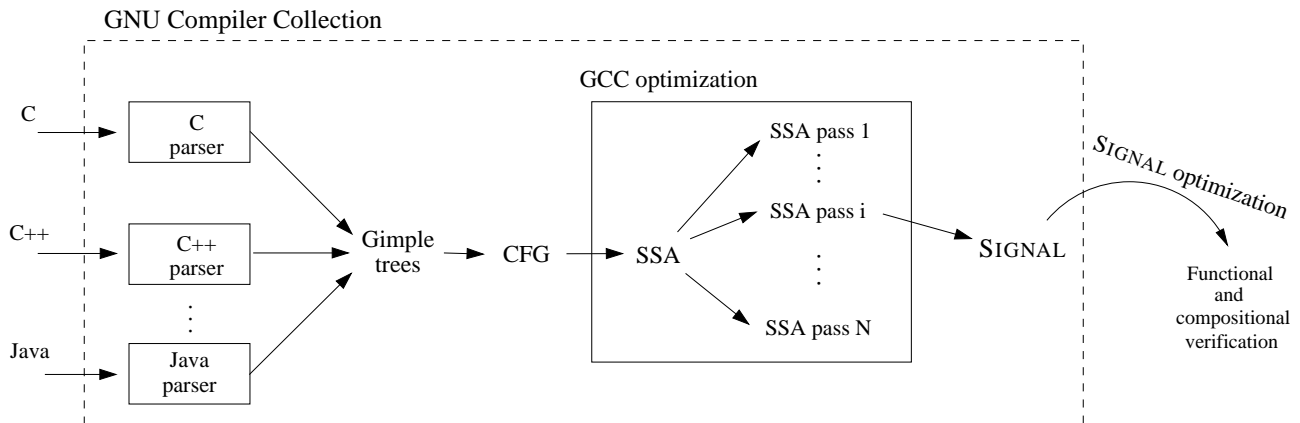 GNU Compiler Collection
GCC optimization
C
C
parser
SSA pass 1
SIGNAL optimization
C++
C++
parser
Gimple
trees
CFG
SSA
SSA pass i
SIGNAL
Functional
and
compositional
verification
SSA pass N
Java
Java
parser